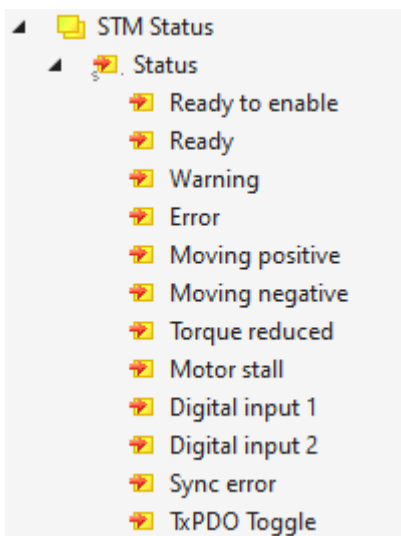 STM Status
Status
Ready to enable
Ready
Warning
Error
Moving positive
Moving negative
Torque reduced
Motor stall
Digital input 1
Digital input 2
Sync error
TxPDO Toggle